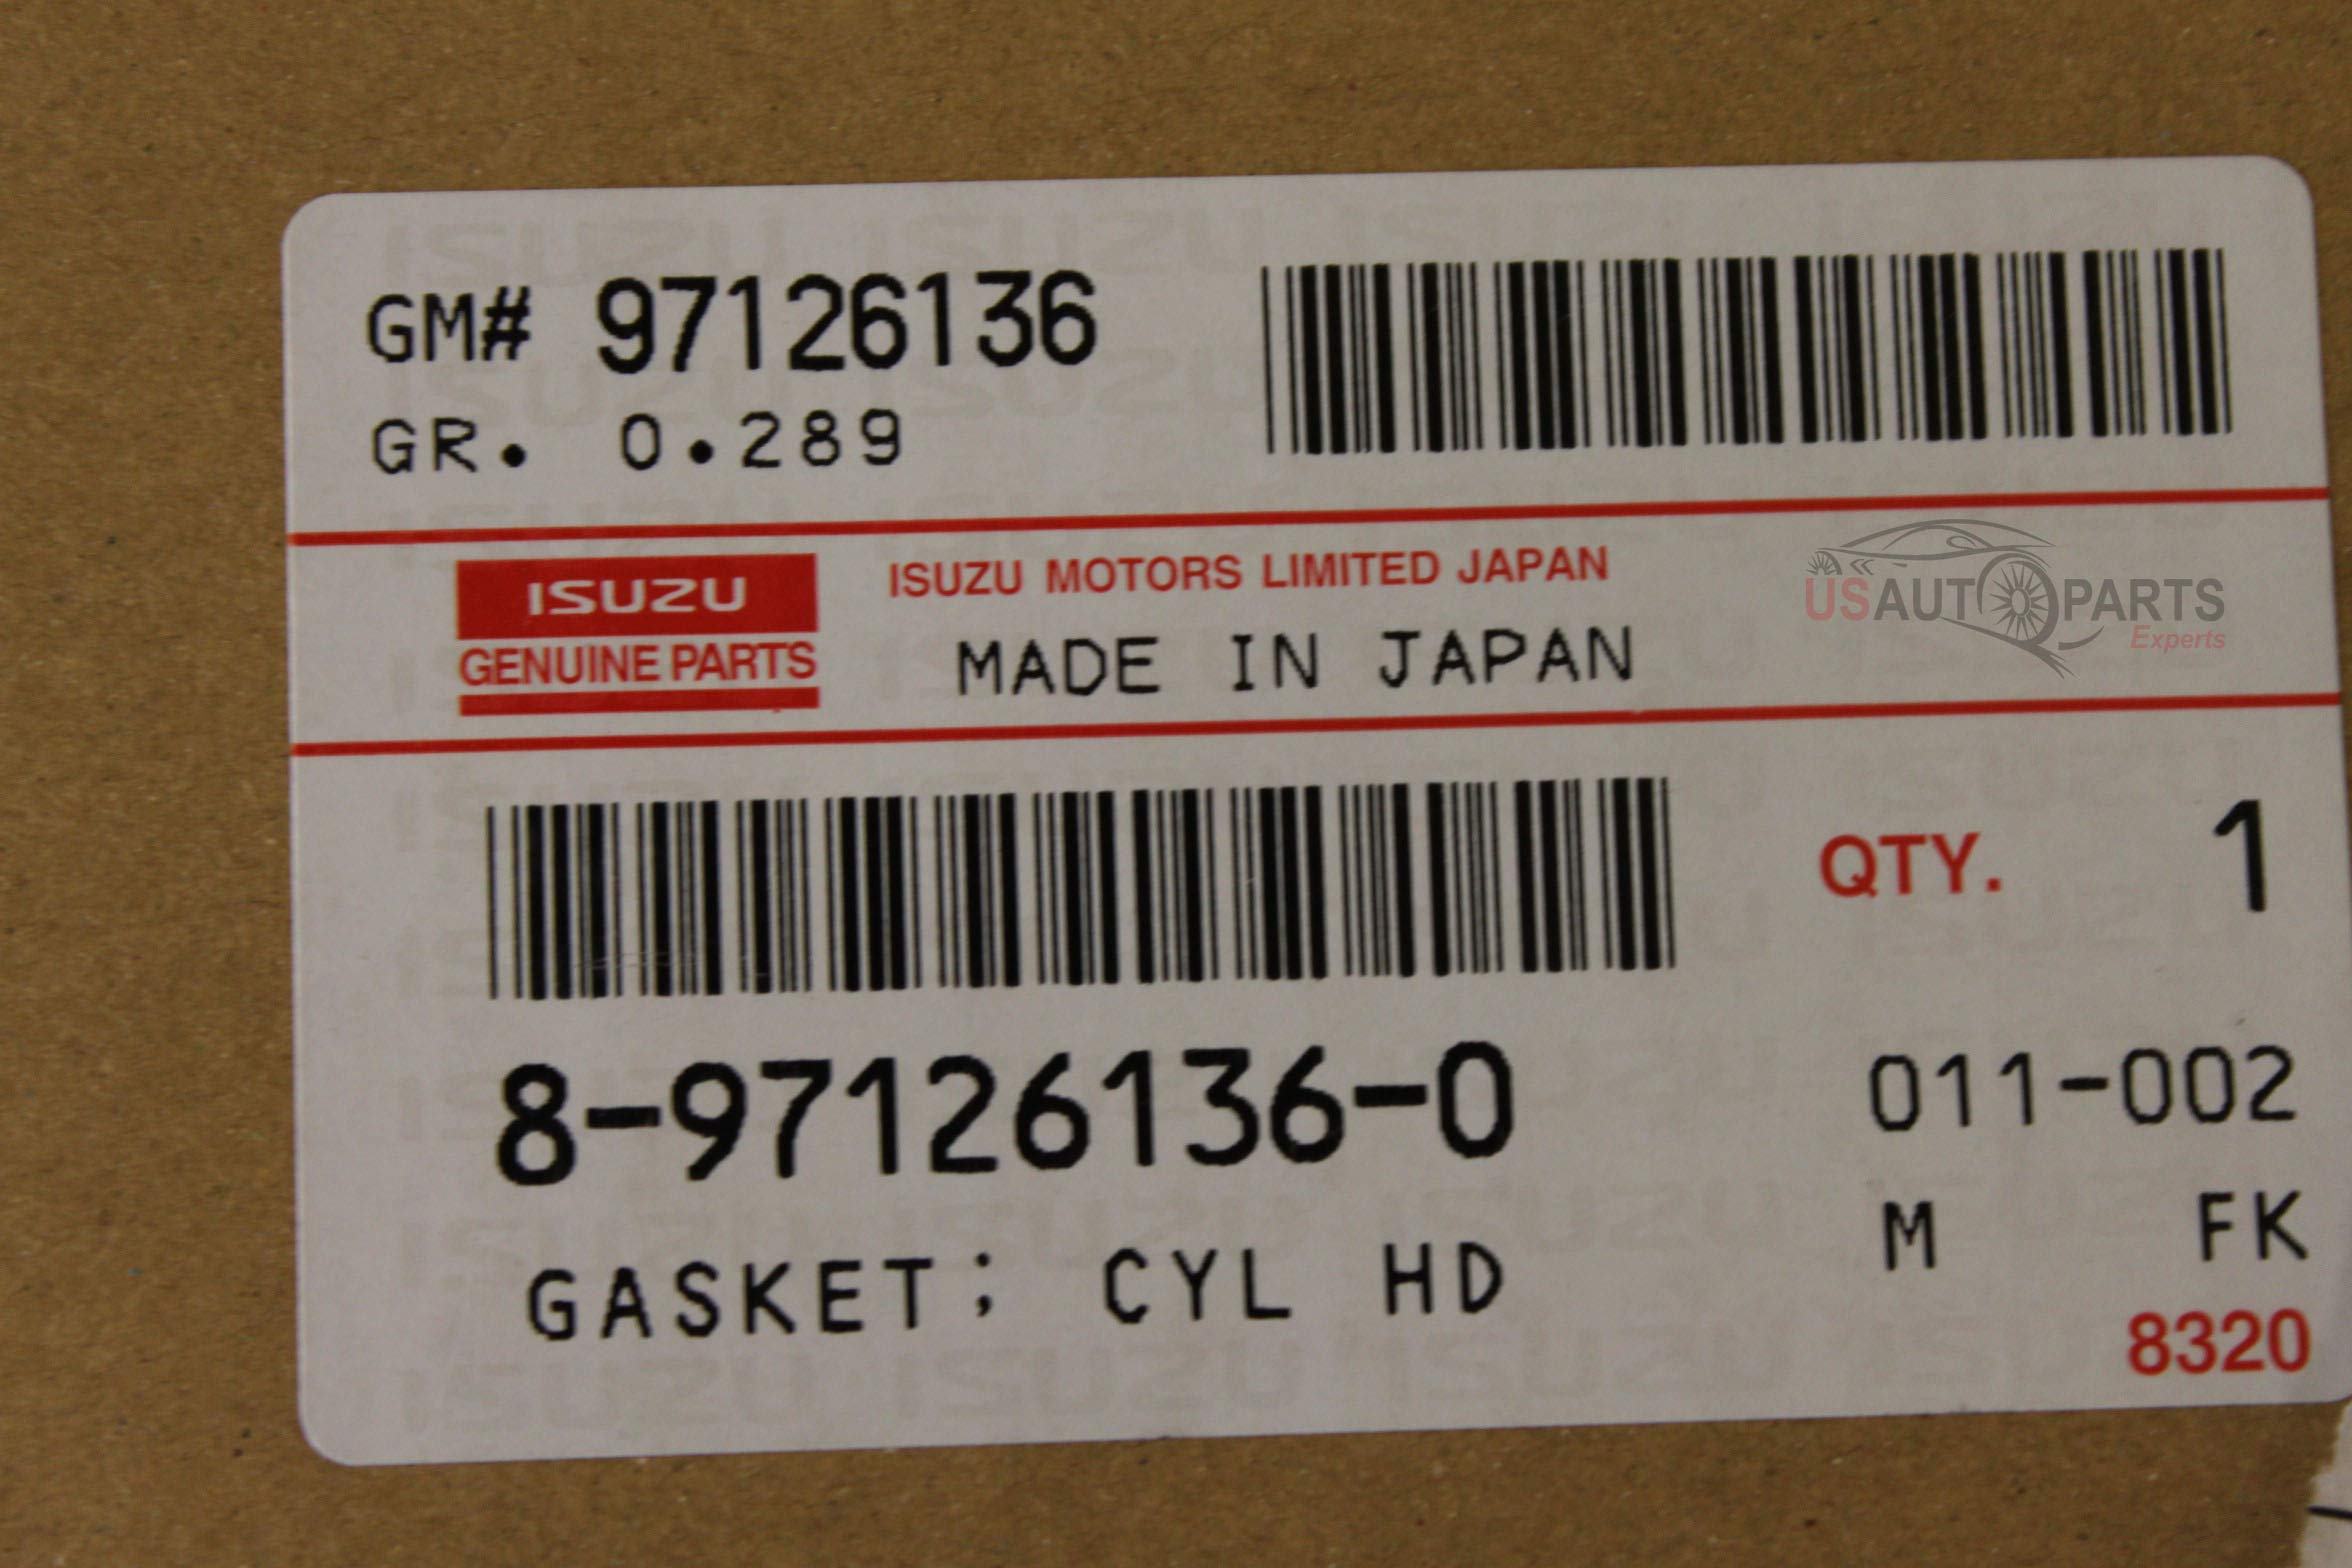 GM# 97126136
GR. 0.289
ISUZU
GENUINE PARTS
ISUZU MOTORS LIMITED JAPAN
MADE IN JAPAN
USAUTOPARTS
Experts
QTY. 1
8-97126136-0
011-002
GASKET; CYL HD
M FK
8320